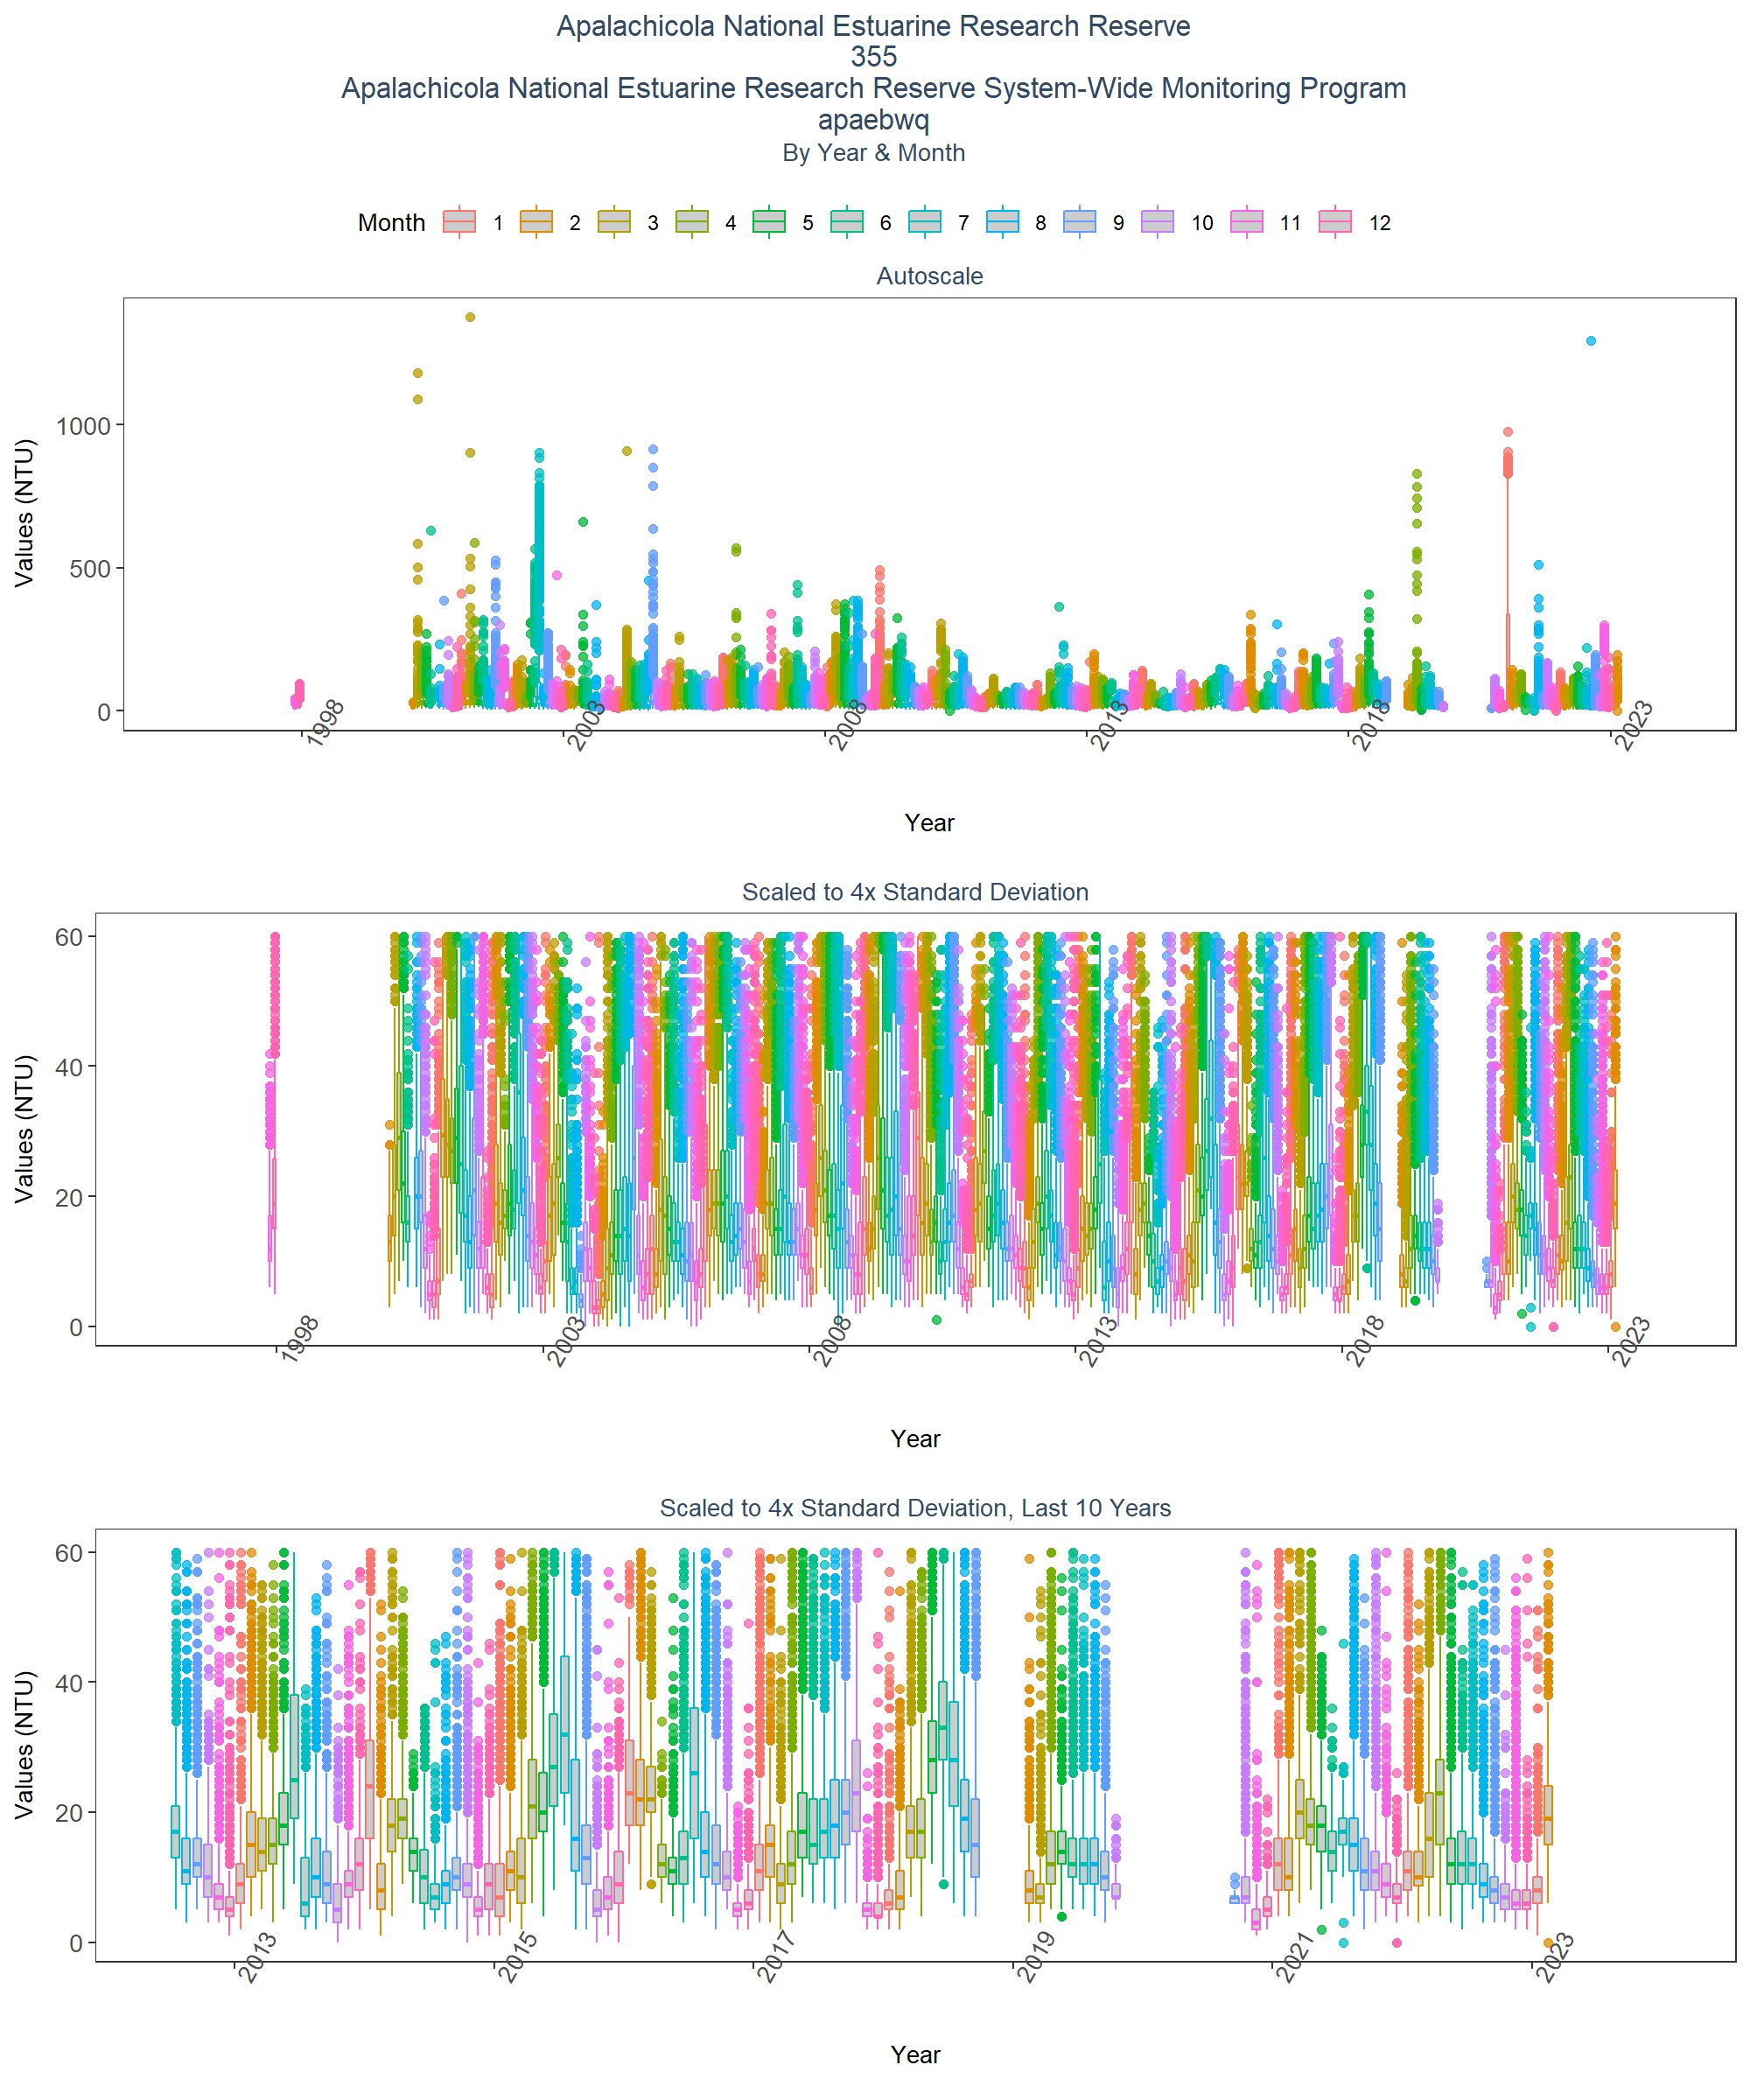 Apalachicola National Estuarine Research Reserve
355
Apalachicola National Estuarine Research Reserve System-Wide Monitoring Program
apaebwq
By Year & Month
Month 1 2 3 4 5 6 7 8 9 10 11 12
Autoscale
Values (NTU)
1000
500
0
1998 2003 2008 2013 2018 2023
Year
Scaled to 4x Standard Deviation
Values (NTU)
60
40
20
0
1998 2003 2008 2013 2018 2023
Year
Scaled to 4x Standard Deviation, Last 10 Years
Values (NTU)
60
40
20
0
2013 2015 2017 2019 2021 2023
Year